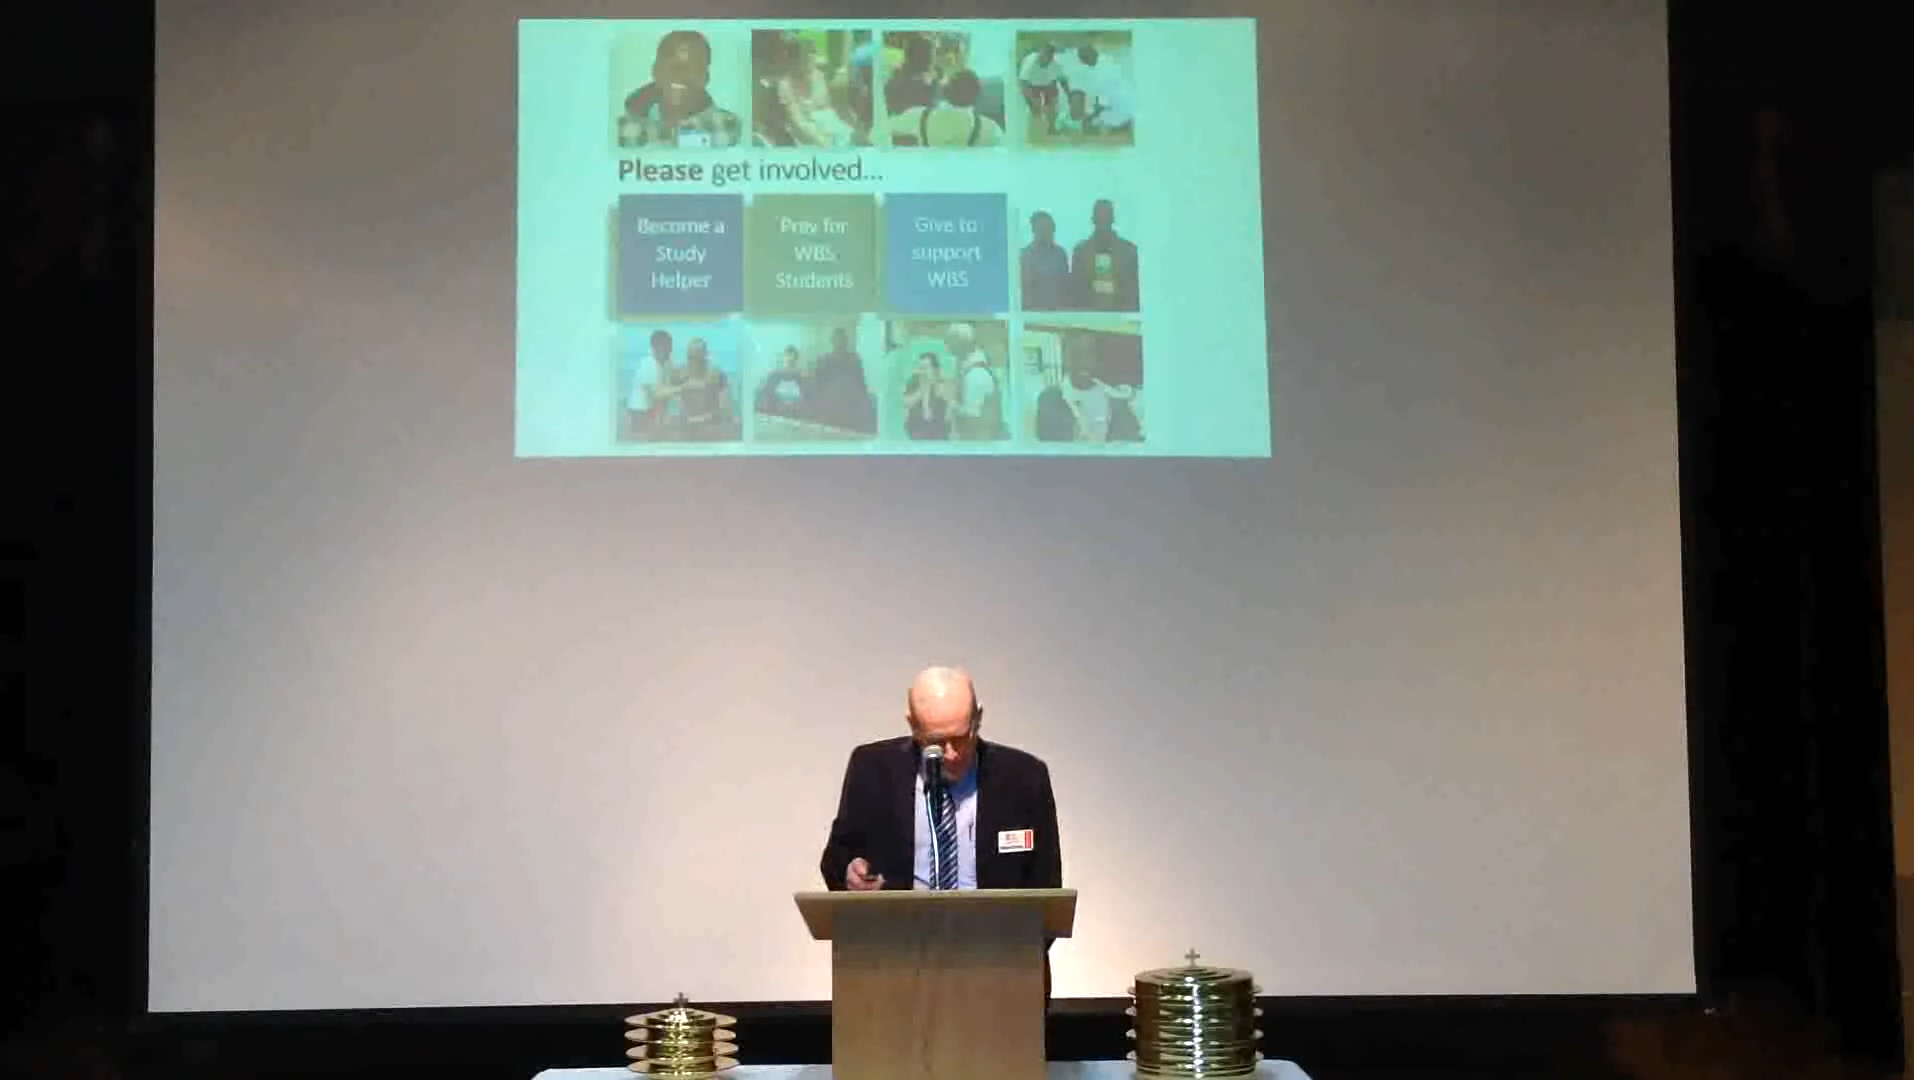 Please get involved...
Become a
Study
Helper
Pray for
WBS
Students
Give to
support
WBS